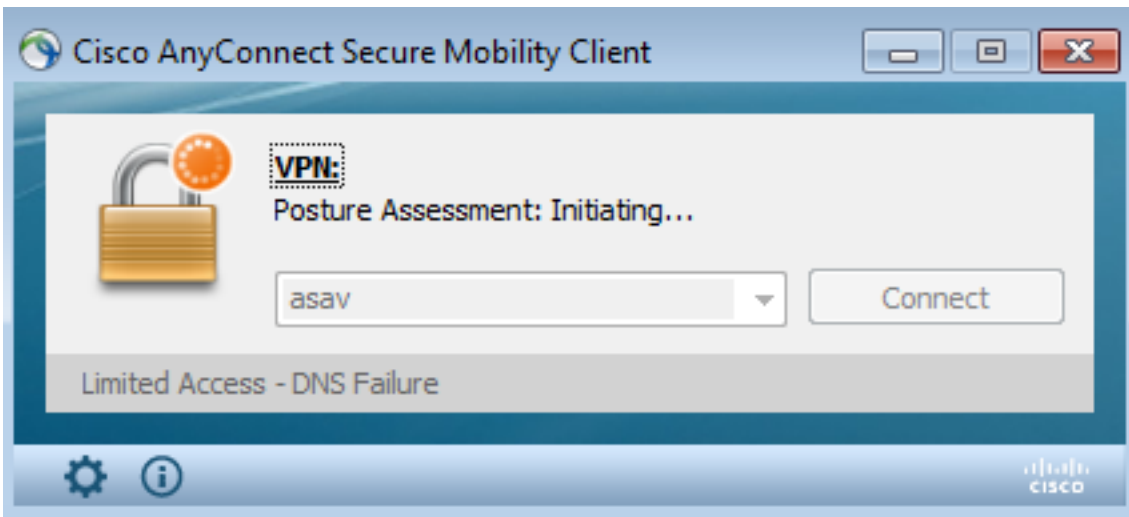 Cisco AnyConnect Secure Mobility Client
VPN:
Posture Assessment: Initiating...
asav
Connect
Limited Access - DNS Failure
CISCO